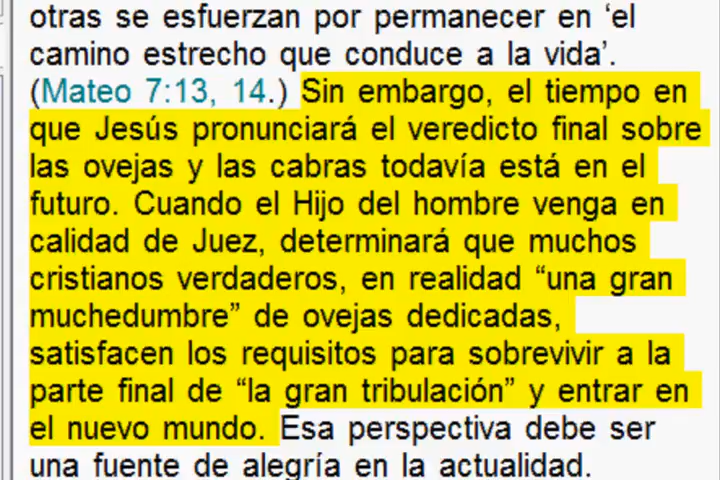 otras se esfuerzan por permanecer en ‘el
camino estrecho que conduce a la vida’.
(Mateo 7:13, 14.) Sin embargo, el tiempo en
que Jesús pronunciará el veredicto final sobre
las ovejas y las cabras todavía está en el
futuro. Cuando el Hijo del hombre venga en
calidad de Juez, determinará que muchos
cristianos verdaderos, en realidad “una gran
muchedumbre” de ovejas dedicadas,
satisfacen los requisitos para sobrevivir a la
parte final de “la gran tribulación” y entrar en
el nuevo mundo. Esa perspectiva debe ser
una fuente de alegría en la actualidad.